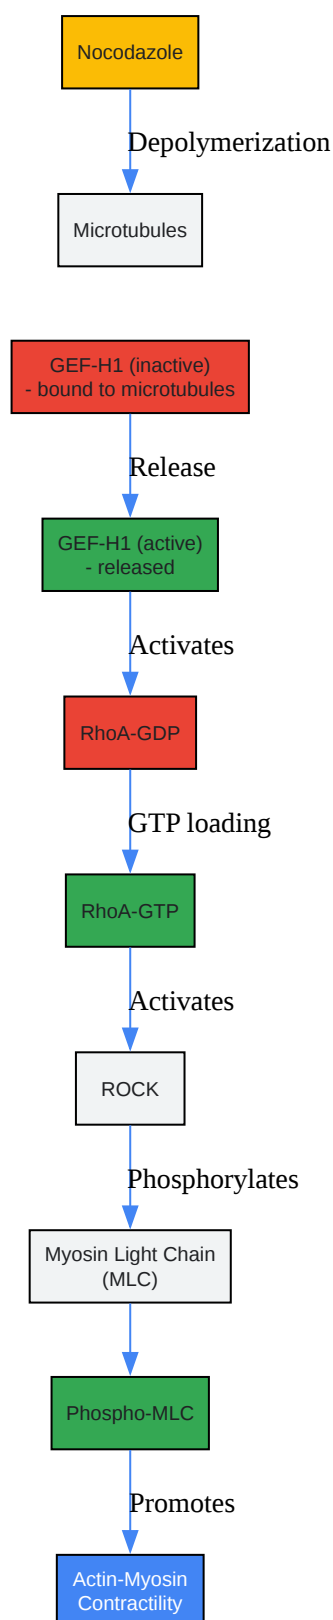 Nocodazole
Depolymerization
Microtubules
GEF-H1 (inactive)
- bound to microtubules
Release
GEF-H1 (active)
- released
Activates
RhoA-GDP
GTP loading
RhoA-GTP
Activates
ROCK
Phosphorylates
Myosin Light Chain
(MLC)
Phospho-MLC
Promotes
Actin-Myosin
Contractility